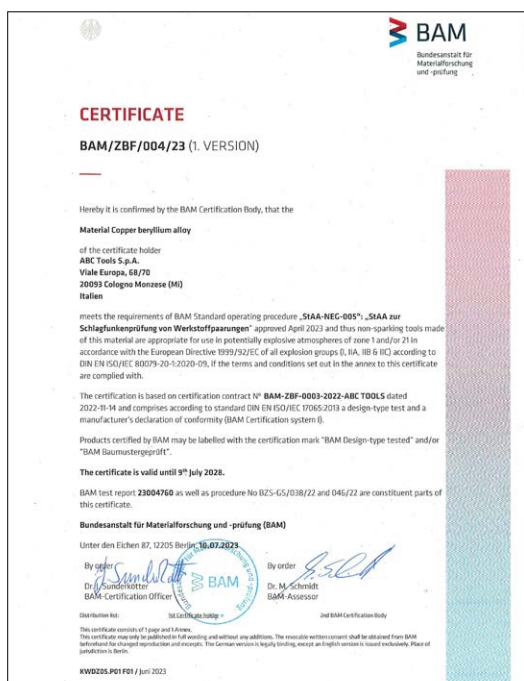 BAM
Bundesanstalt für
Materialforschung
und -prüfung
CERTIFICATE
BAM/ZBF/004/23 (1. VERSION)
Hereby it is confirmed by the BAM Certification Body, that the
Material Copper beryllium alloy
of the certificate holder
ABC Tools S.p.A.
Viale Europa, 68/70
20093 Cologno Monzese (Mi)
Italien
meets the requirements of BAM Standard operating procedure „StAA-NEG-005“: „StAA zur
Schlagfunkenprüfung von Werkstoffpaarungen“ approved April 2023 and thus non-sparking tools made
of this material are appropriate for use in potentially explosive atmospheres of zone 1 and/or 21 in
accordance with the European Directive 1999/92/EC of all explosion groups (I, IIA, IIB & IIC) according to
DIN EN ISO/IEC 80079-20-1:2020-09, if the terms and conditions set out in the annex to this certificate
are complied with.
The certification is based on certification contract N° BAM-ZBF-0003-2022-ABC TOOLS dated
2022-11-14 and comprises according to standard DIN EN ISO/IEC 17065:2013 a design-type test and a
manufacturer's declaration of conformity (BAM Certification system I).
Products certified by BAM may be labelled with the certification mark "BAM Design-type tested" and/or
"BAM Baumustergeprüft".
The certificate is valid until 9th July 2028.
BAM test report 23004760 as well as procedure No BZS-GS/038/22 and 046/22 are constituent parts of
this certificate.
Bundesanstalt für Materialforschung und -prüfung (BAM)
Unter den Eichen 87, 12205 Berlin, 10.07.2023
By order
By order
BAM
Dr. Sunderkötter
Dr. M. Schmidt
BAM-Certification Officer
BAM-Assessor
Distribution list:
1st Certificate holder
2nd BAM Certification Body
This certificate consists of 1 page and 1 Annex.
This certificate may only be published in full wording and without any additions. The revocable written consent shall be obtained from BAM
beforehand for changed reproduction and excerpts. The German version is legally binding, except an English version is issued exclusively. Place of
jurisdiction is Berlin.
KWDZ05.P01 F01 / Juni 2023